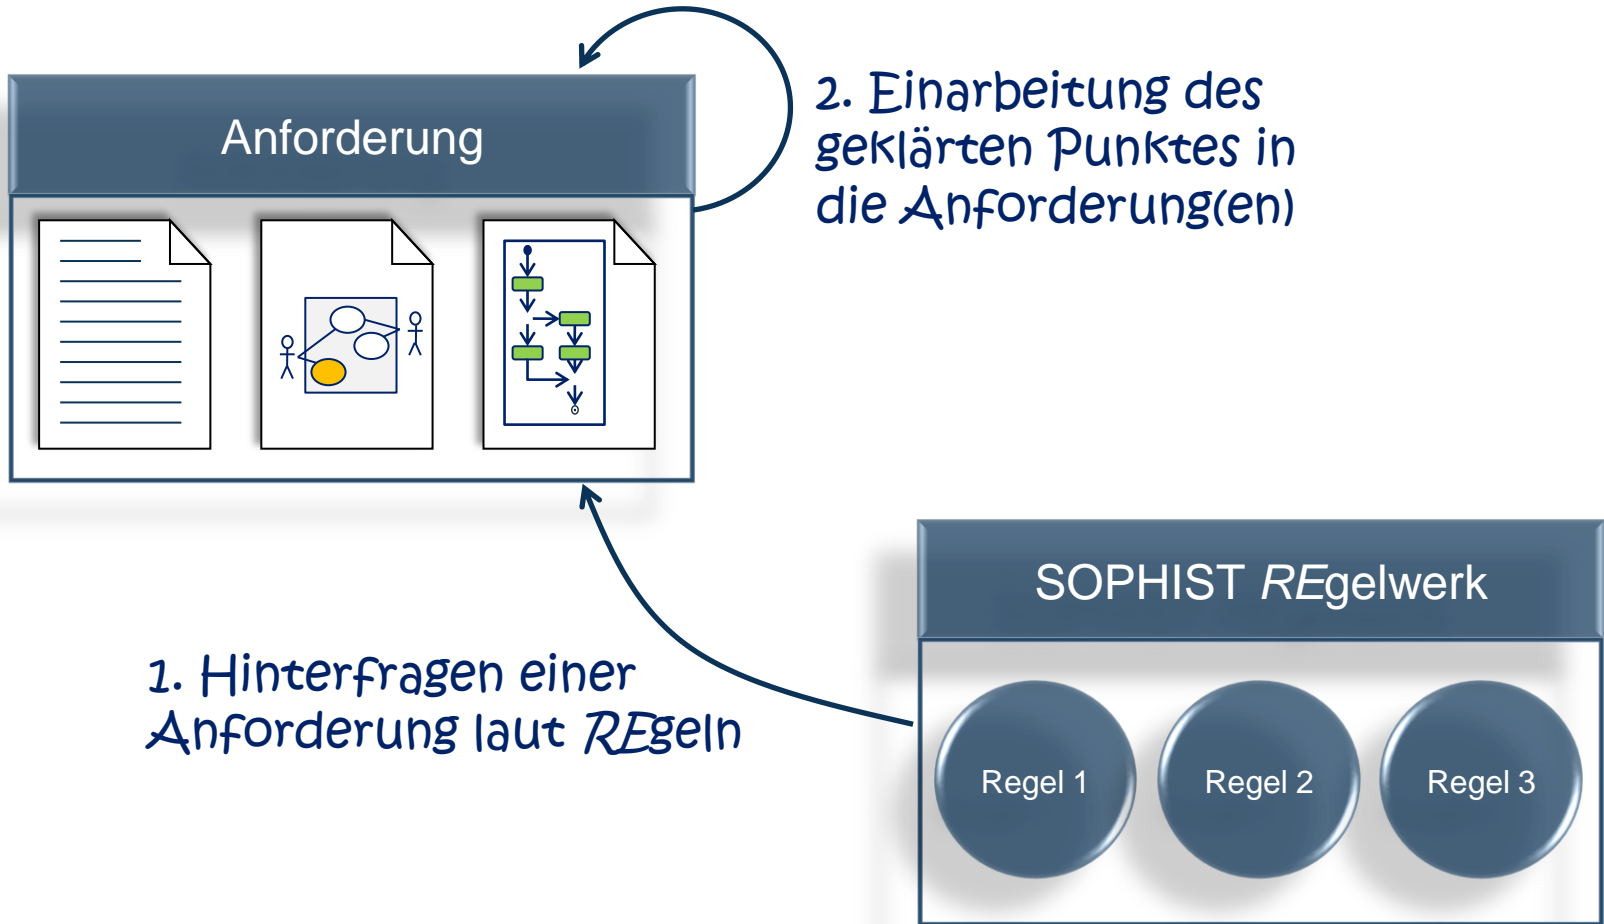 Anforderung
2. Einarbeitung des
geklärten Punktes in
die Anforderung(en)
SOPHIST REgelwerk
1. Hinterfragen einer
Anforderung laut REgeln
Regel 1
Regel 2
Regel 3